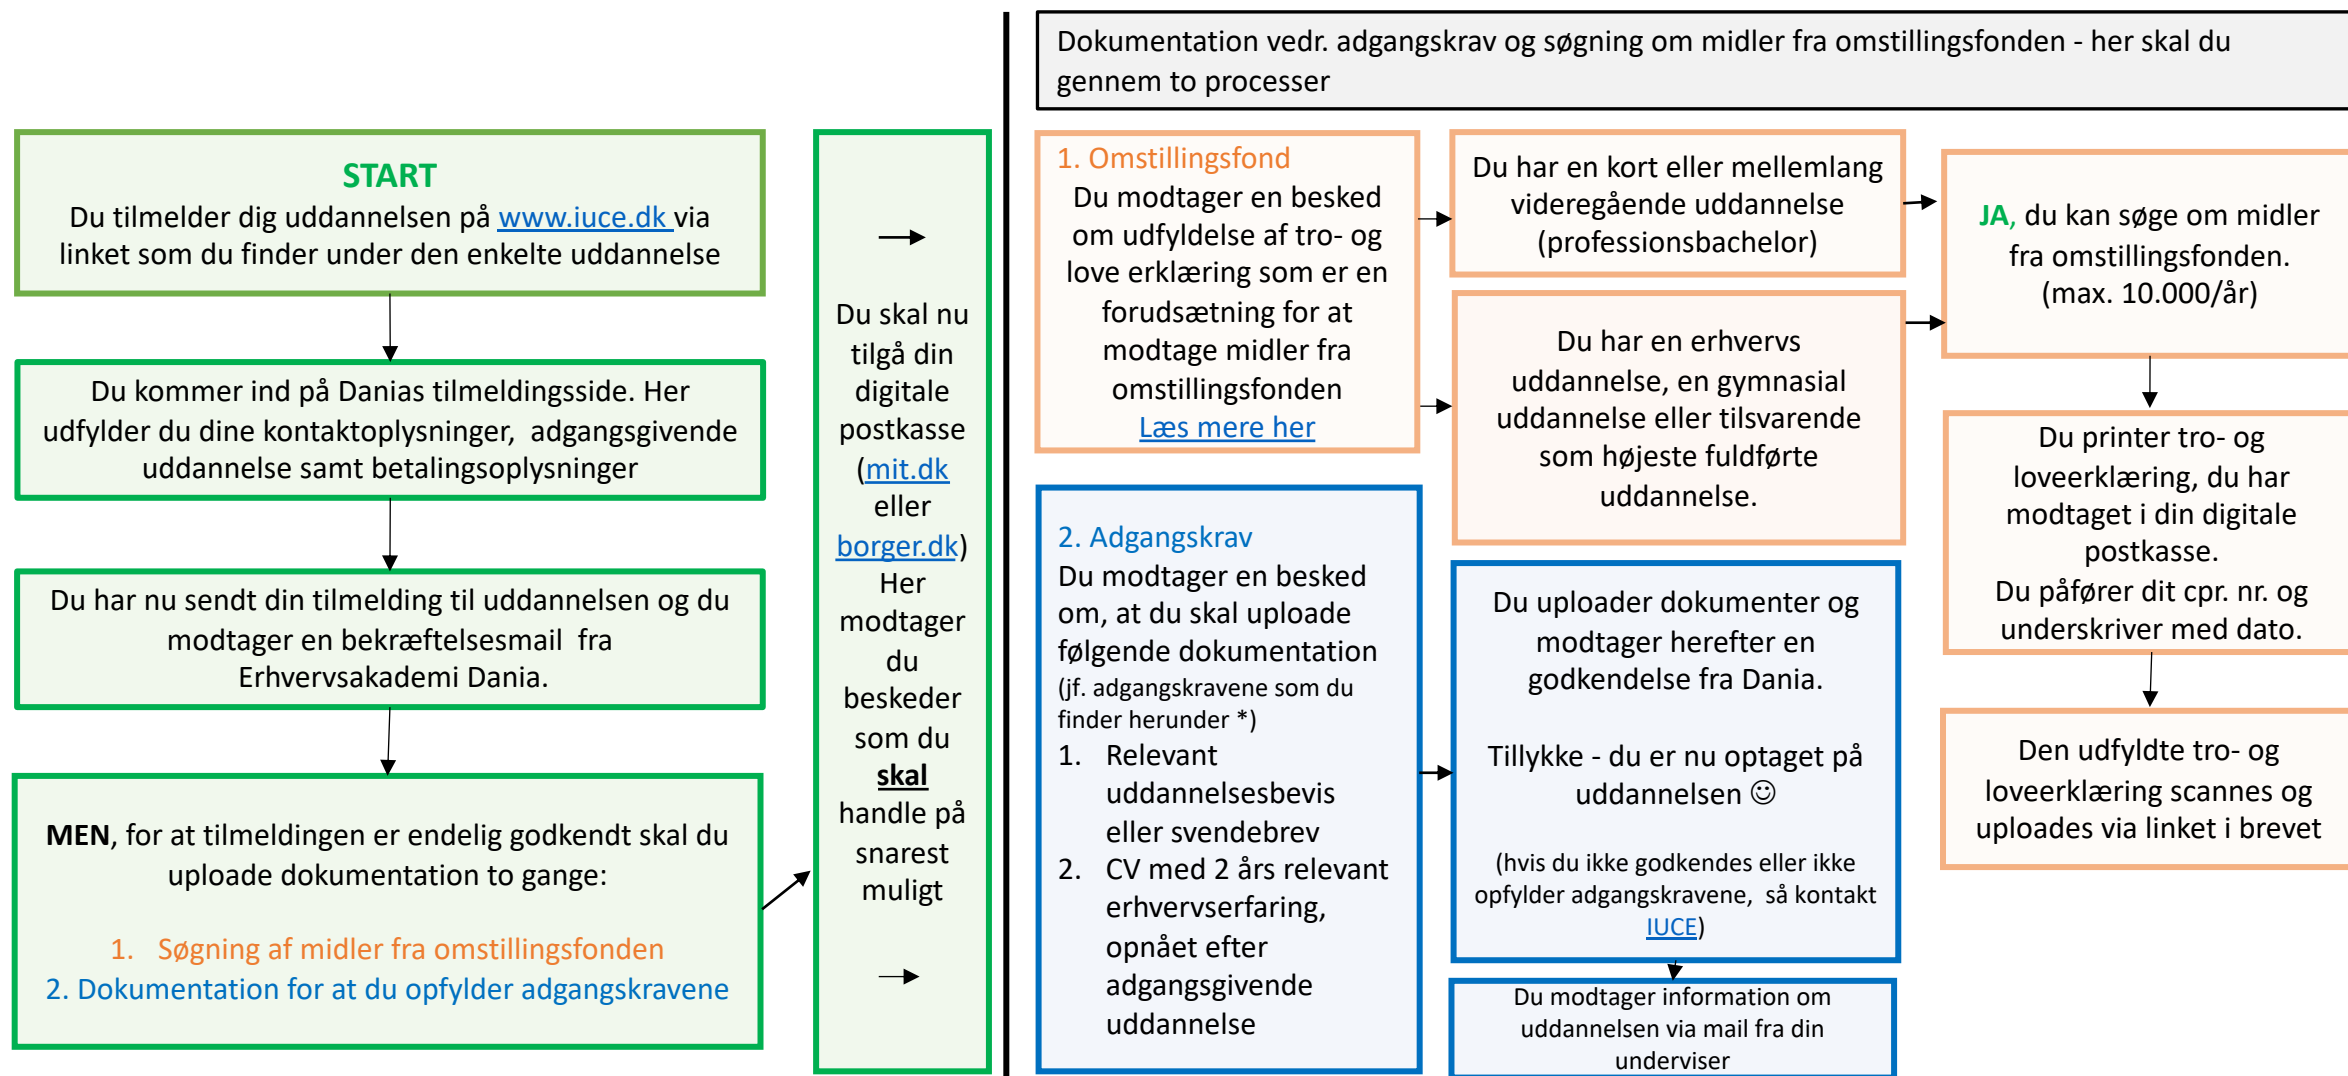 START
Du tilmelder dig uddannelsen på www.iuce.dk via
linket som du finder under den enkelte uddannelse
Du kommer ind på Danias tilmeldingsside. Her
udfylder du dine kontaktoplysninger, adgangsgivende
uddannelse samt betalingsoplysninger
Du har nu sendt din tilmelding til uddannelsen og du
modtager en bekræftelsesmail fra
Erhvervsakademi Dania.
MEN, for at tilmeldingen er endelig godkendt skal du
uploade dokumentation to gange:
1. Søgning af midler fra omstillingsfonden
2. Dokumentation for at du opfylder adgangskravene
Du skal nu
tilgå din
digitale
postkasse
(mit.dk
eller
borger.dk)
Her
modtager
du
beskeder
som du
skal
handle på
snarest
muligt
Dokumentation vedr. adgangskrav og søgning om midler fra omstillingsfonden - her skal du
gennem to processer
1. Omstillingsfond
Du modtager en besked
om udfyldelse af tro- og
love erklæring som er en
forudsætning for at
modtage midler fra
omstillingsfonden
Læs mere her
Du har en kort eller mellemlang
videregående uddannelse
(professionsbachelor)
Du har en erhvervs
uddannelse, en gymnasial
uddannelse eller tilsvarende
som højeste fuldførte
uddannelse.
JA, du kan søge om midler
fra omstillingsfonden.
(max. 10.000/år)
Du printer tro- og
loveerklæring, du har
modtaget i din digitale
postkasse.
Du påfører dit cpr. nr. og
underskriver med dato.
Den udfyldte tro- og
loveerklæring scannes og
uploades via linket i brevet
2. Adgangskrav
Du modtager en besked
om, at du skal uploade
følgende dokumentation
(jf. adgangskravene som du
finder herunder *)
1. Relevant
uddannelsesbevis
eller svendebrev
2. CV med 2 års relevant
erhvervserfaring,
opnået efter
adgangsgivende
uddannelse
Du uploader dokumenter og
modtager herefter en
godkendelse fra Dania.
Tillykke - du er nu optaget på
uddannelsen ☺
(hvis du ikke godkendes eller ikke
opfylder adgangskravene, så kontakt
IUCE)
Du modtager information om
uddannelsen via mail fra din
underviser